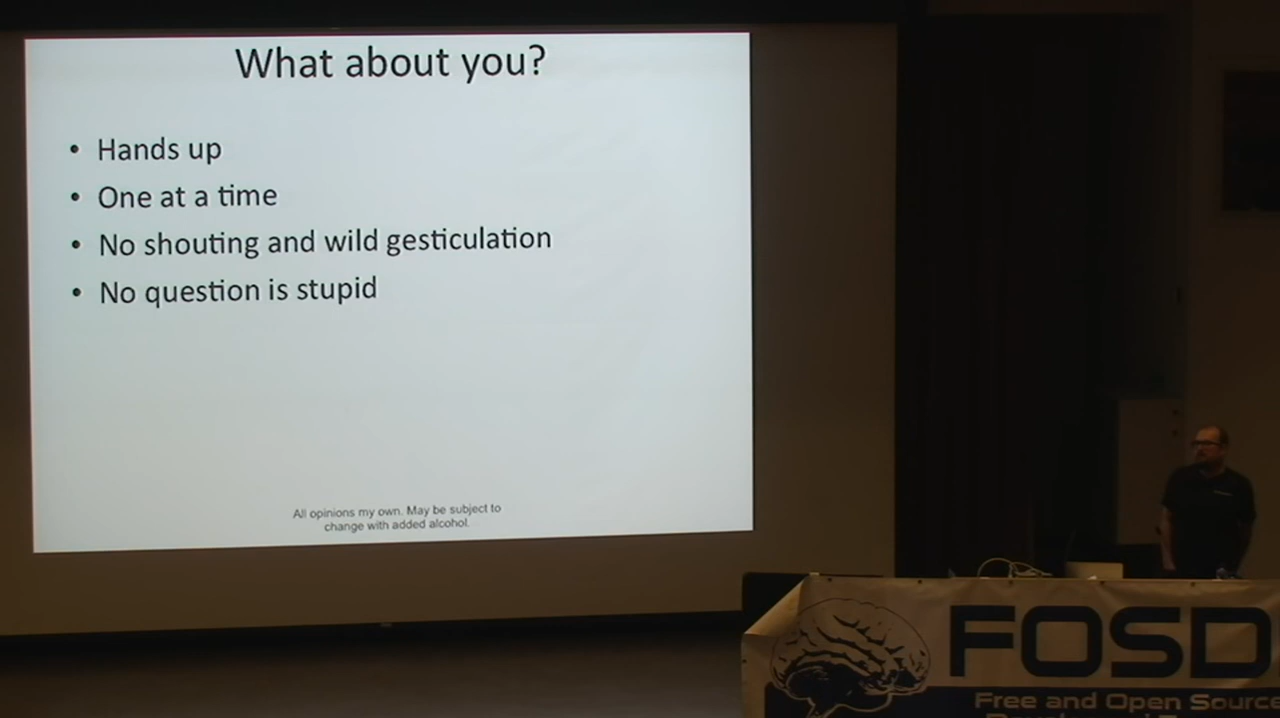 What about you?
• Hands up
• One at a time
• No shouting and wild gesticulation
• No question is stupid
All opinions my own. May be subject to
change with added alcohol.
FOSD
Free and Open Source